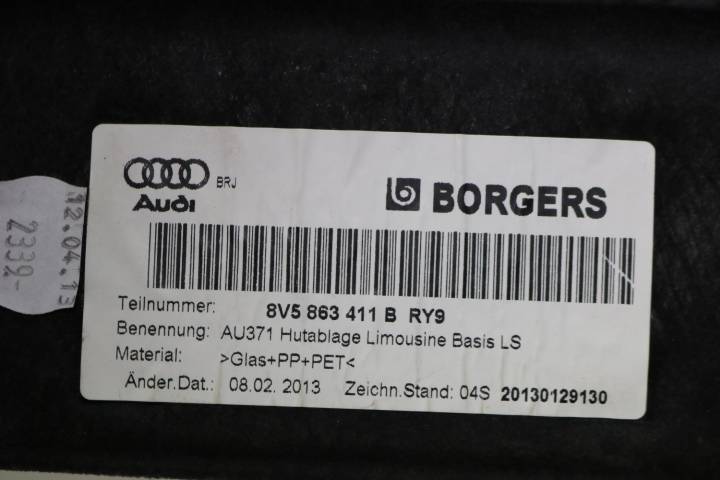 Audi BRJ
BORGERS
Teilnummer: 8V5 863 411 B RY9
Benennung: AU371 Hutablage Limousine Basis LS
Material: >Glas+PP+PET<
Änder.Dat.: 08.02. 2013 Zeichn.Stand: 04S 20130129130
12.04.13
2339-